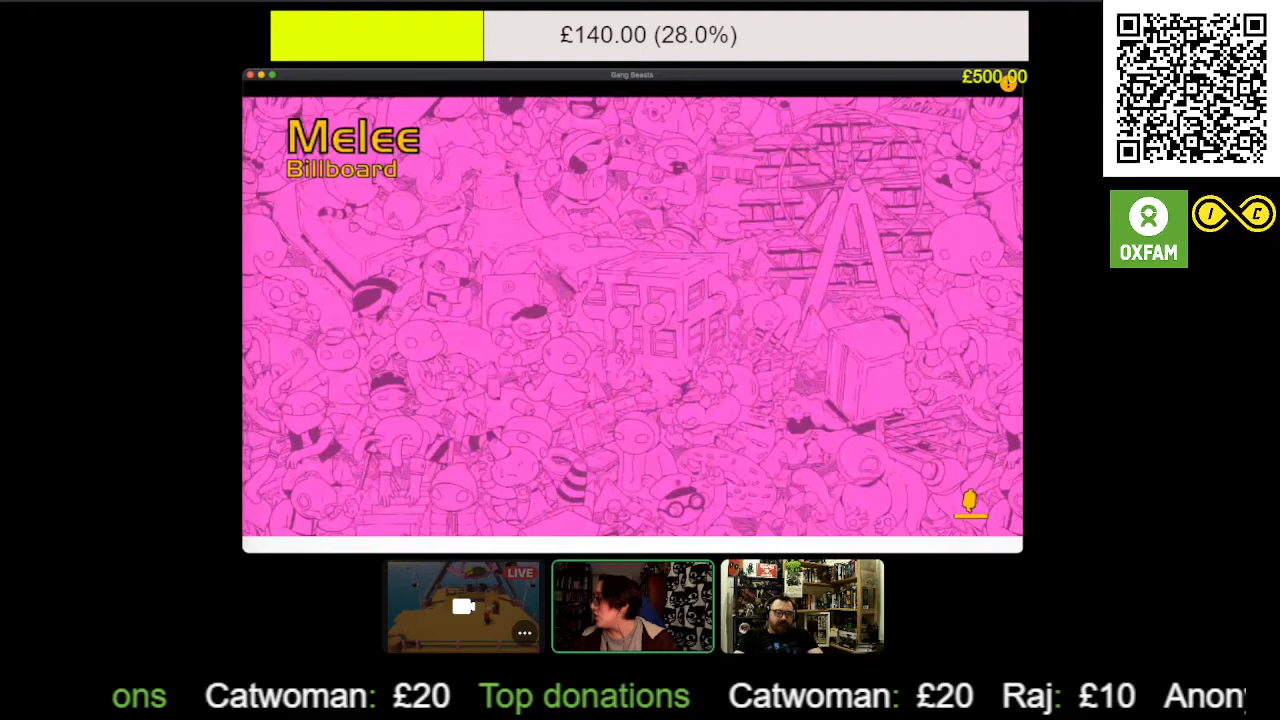 £140.00 (28.0%)
Gang Beasts
£500.00
Melee
Billboard
OXFAM
I C
LIVE
ons Catwoman: £20 Top donations Catwoman: £20 Raj: £10 Anony